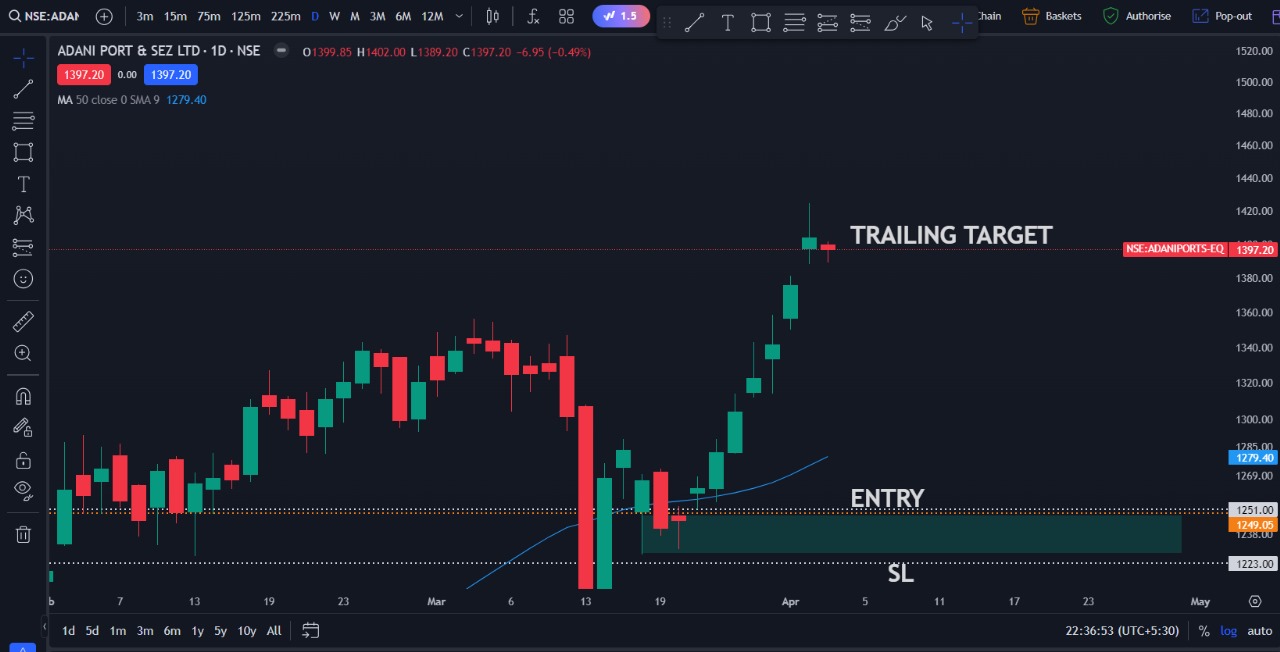 NSE:ADAN 3m 15m 75m 125m 225m D W M 3M 6M 12M 1.5 Chain Baskets Authorise Pop-out
ADANI PORT & SEZ LTD · 1D · NSE O1399.85 H1402.00 L1389.20 C1397.20 −6.95 (−0.49%)
1397.20 0.00 1397.20
MA 50 close 0 SMA 9 1279.40
1520.00
1500.00
1480.00
1460.00
1440.00
1420.00
TRAILING TARGET
NSE:ADANIPORTS-EQ 1397.20
1380.00
1360.00
1340.00
1320.00
1300.00
1285.00
1279.40
1269.00
ENTRY
1251.00
1249.05
1238.00
1223.00
SL
7 13 19 23 Mar 6 13 19 Apr 5 11 17 23 May
1d 5d 1m 3m 6m 1y 5y 10y All 22:36:53 (UTC+5:30) % log auto